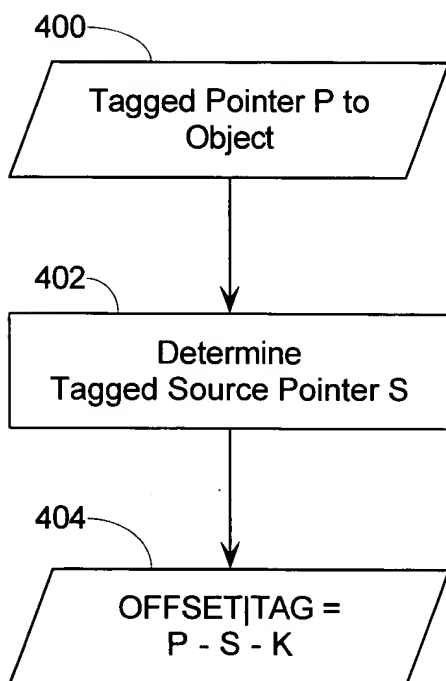 400
Tagged Pointer P to
Object
402
Determine
Tagged Source Pointer S
404
OFFSET|TAG =
P - S - K